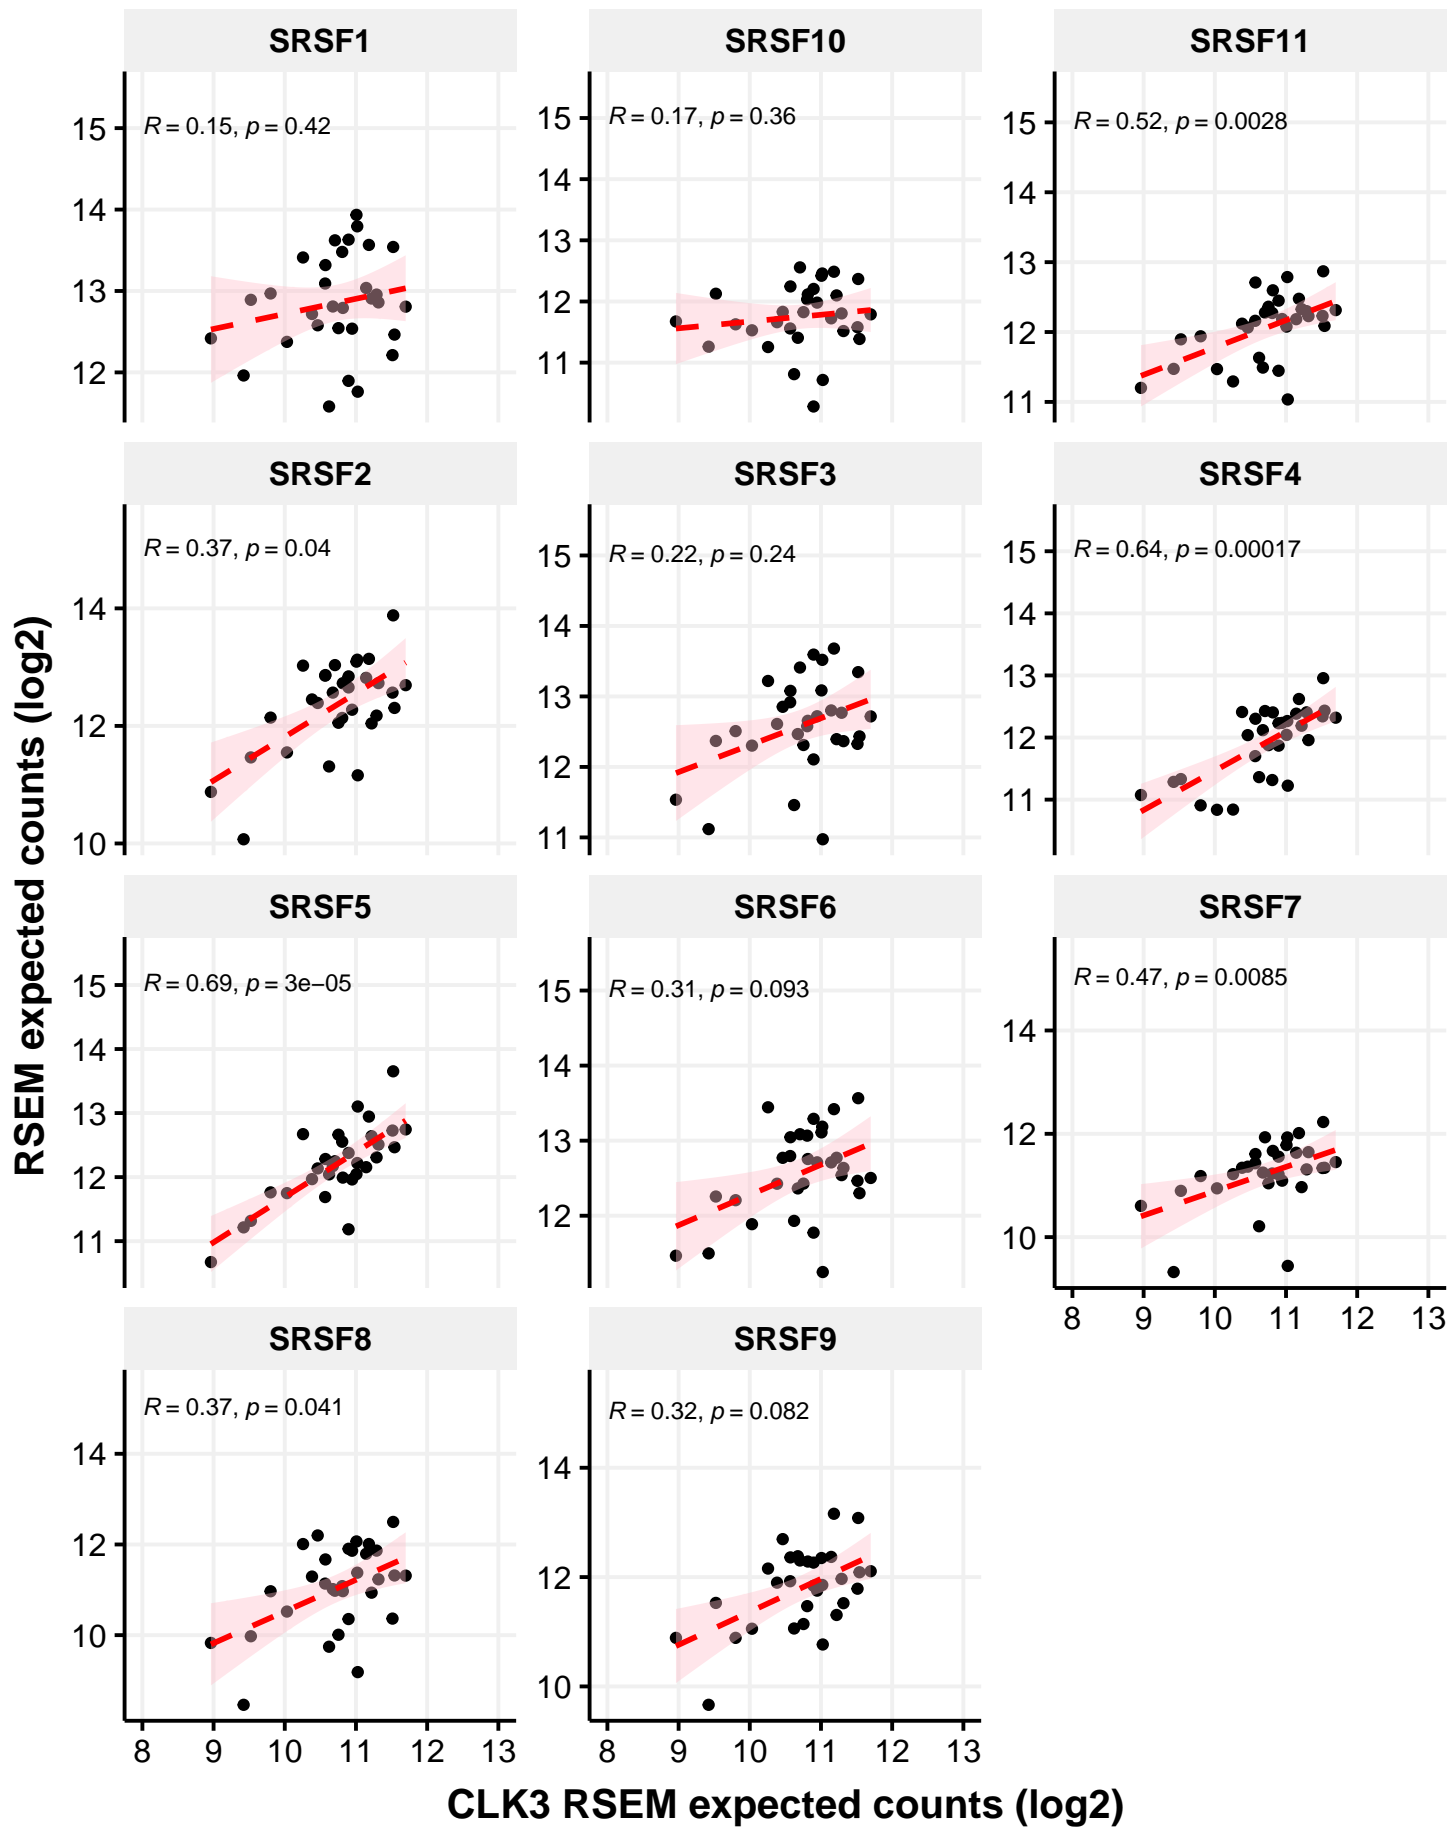 SRSF1
R = 0.15, p = 0.42
15
14
13
12
SRSF10
R = 0.17, p = 0.36
15
14
13
12
11
SRSF11
R = 0.52, p = 0.0028
15
14
13
12
11
SRSF2
R = 0.37, p = 0.04
14
12
10
SRSF3
R = 0.22, p = 0.24
15
14
13
12
11
SRSF4
R = 0.64, p = 0.00017
15
14
13
12
11
RSEM expected counts (log2)
SRSF5
R = 0.69, p = 3e−05
15
14
13
12
11
SRSF6
R = 0.31, p = 0.093
15
14
13
12
SRSF7
R = 0.47, p = 0.0085
14
12
10
8 9 10 11 12 13
SRSF8
R = 0.37, p = 0.041
14
12
10
8 9 10 11 12 13
SRSF9
R = 0.32, p = 0.082
14
12
10
8 9 10 11 12 13
CLK3 RSEM expected counts (log2)